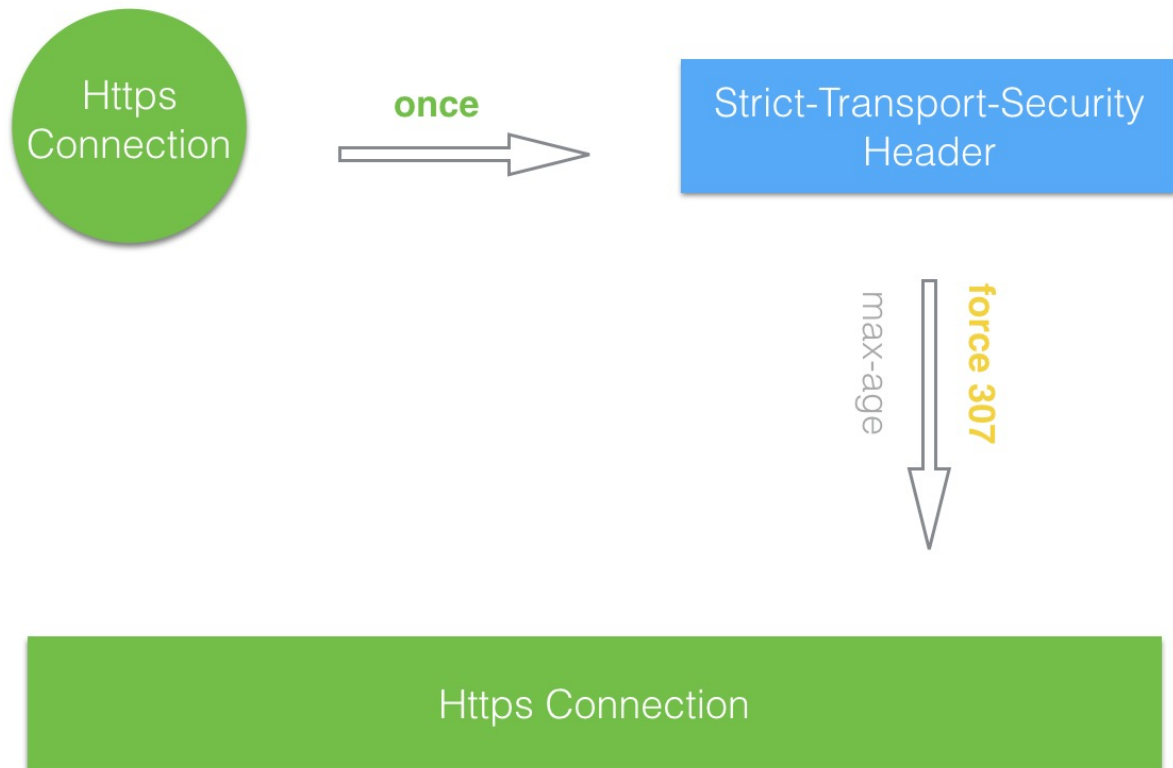 Https
Connection
once
Strict-Transport-Security
Header
max-age
force 307
Https Connection